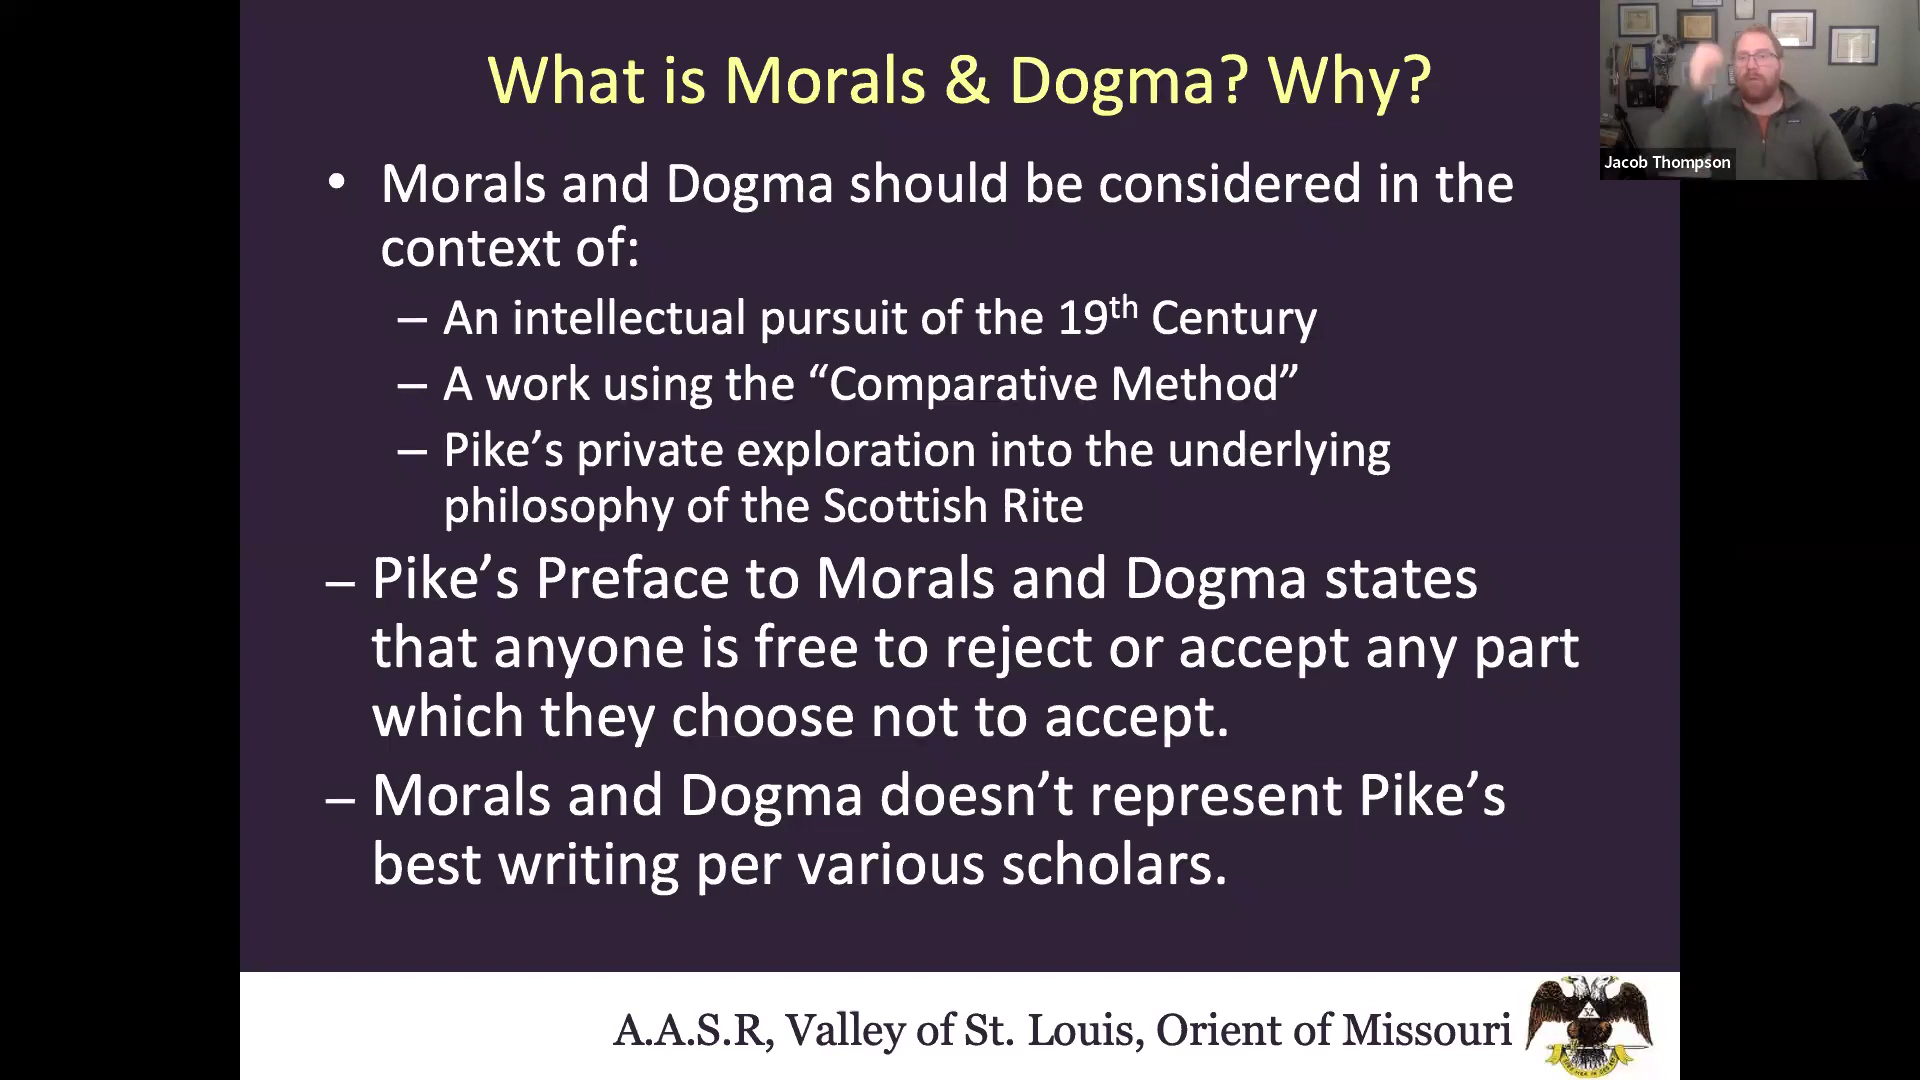 What is Morals & Dogma? Why?
Jacob Thompson
• Morals and Dogma should be considered in the
context of:
– An intellectual pursuit of the 19th Century
– A work using the “Comparative Method”
– Pike’s private exploration into the underlying
philosophy of the Scottish Rite
– Pike’s Preface to Morals and Dogma states
that anyone is free to reject or accept any part
which they choose not to accept.
– Morals and Dogma doesn’t represent Pike’s
best writing per various scholars.
A.A.S.R, Valley of St. Louis, Orient of Missouri